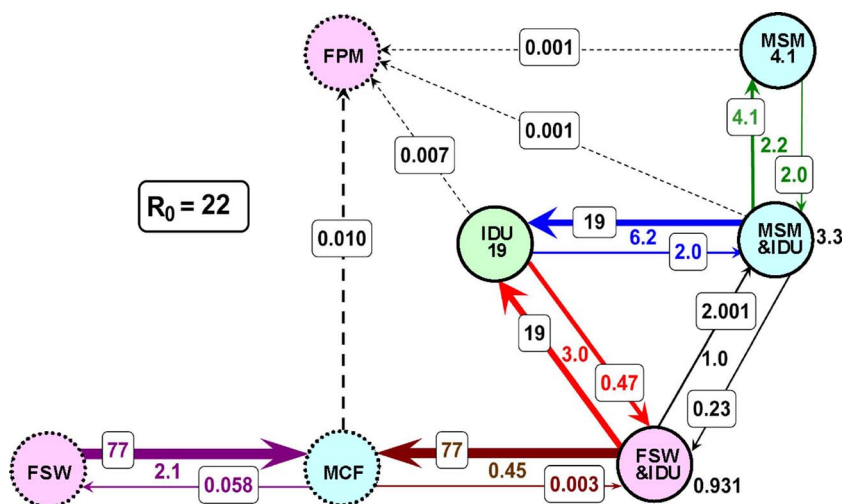 MSM
4.1
0.001
FPM
4.1
0.001
2.2
0.007
2.0
R0 = 22
0.010
IDU
19
19
6.2
2.0
MSM
&IDU
3.3
2.001
19
3.0
1.0
0.47
0.23
77
77
FSW
2.1
0.058
MCF
0.45
0.003
FSW
&IDU
0.931